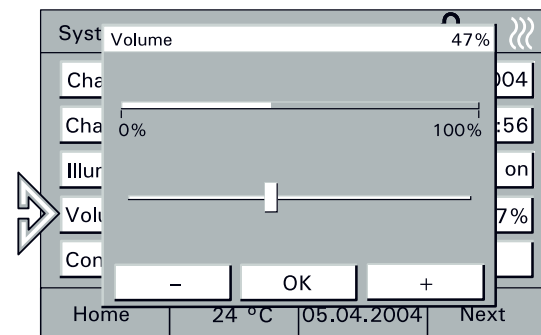 Syst
Volume 47%
Cha 004
0% 100%
Cha :56
Illur on
Volu 7%
Con
– OK +
Home 24 °C 05.04.2004 Next